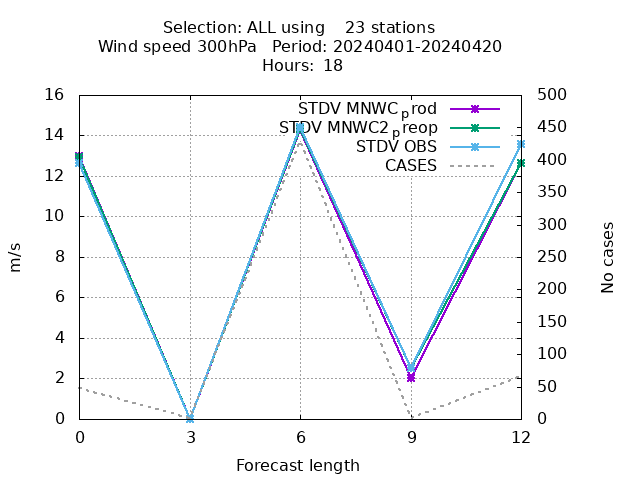 Selection: ALL using    23 stations
Wind speed 300hPa   Period: 20240401-20240420
Hours: 18
STDV MNWCprod
STDV MNWC2preop
STDV OBS
CASES
m/s
No cases
16
14
12
10
8
6
4
2
0
500
450
400
350
300
250
200
150
100
50
0
0 3 6 9 12
Forecast length